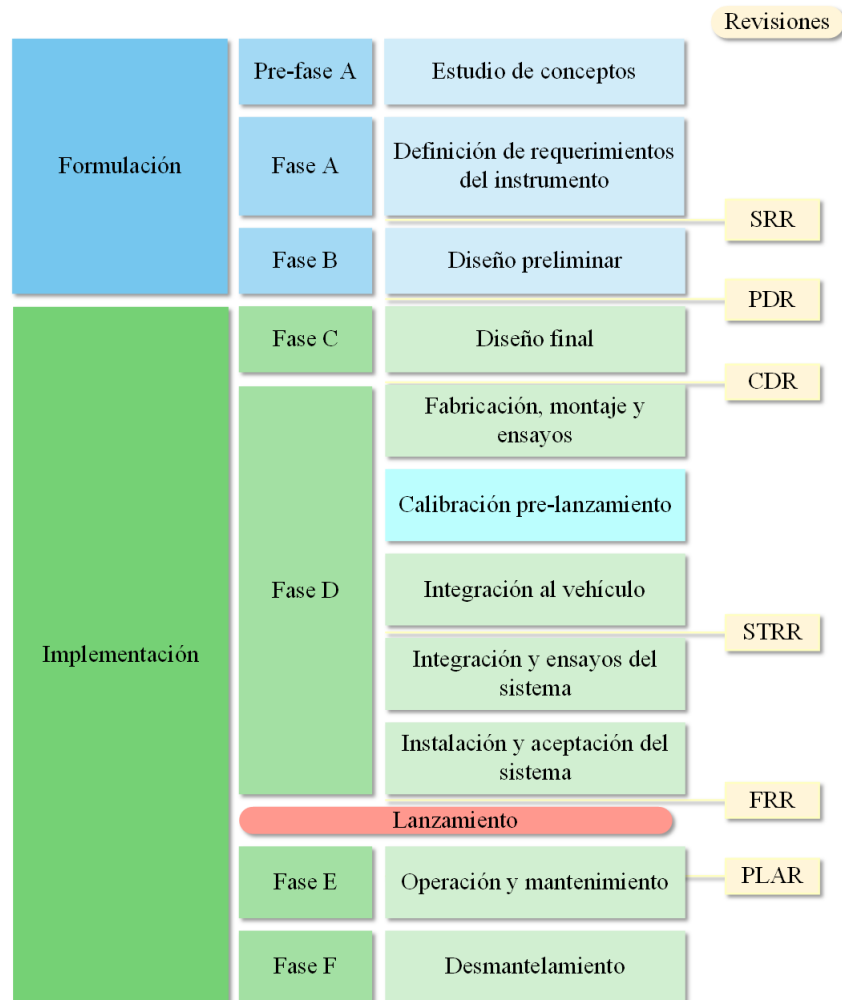 Revisiones
Formulación
Pre-fase A
Estudio de conceptos
Fase A
Definición de requerimientos
del instrumento
SRR
Fase B
Diseño preliminar
PDR
Implementación
Fase C
Diseño final
CDR
Fase D
Fabricación, montaje y
ensayos
Calibración pre-lanzamiento
Integración al vehículo
STRR
Integración y ensayos del
sistema
Instalación y aceptación del
sistema
FRR
Lanzamiento
Fase E
Operación y mantenimiento
PLAR
Fase F
Desmantelamiento